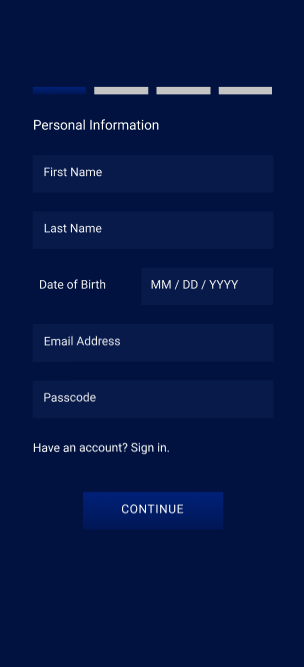 Personal Information
First Name
Last Name
Date of Birth MM / DD / YYYY
Email Address
Passcode
Have an account? Sign in.
CONTINUE